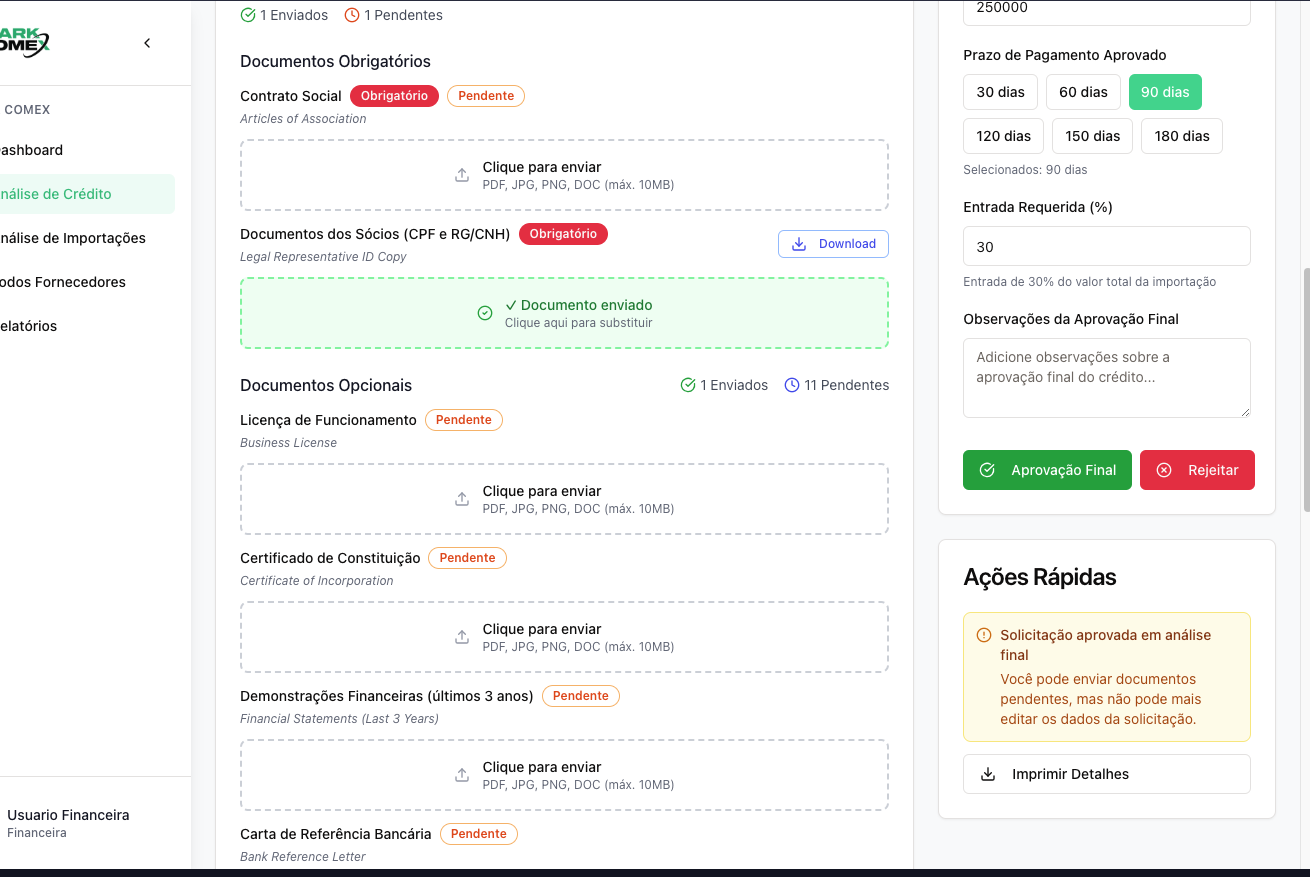 COMEX
Dashboard
Análise de Crédito
Análise de Importações
Todos Fornecedores
Relatórios
Usuario Financeira
Financeira
1 Enviados 1 Pendentes
Documentos Obrigatórios
Contrato Social Obrigatório Pendente
Articles of Association
Clique para enviar
PDF, JPG, PNG, DOC (máx. 10MB)
Documentos dos Sócios (CPF e RG/CNH) Obrigatório Download
Legal Representative ID Copy
✓ Documento enviado
Clique aqui para substituir
Documentos Opcionais 1 Enviados 11 Pendentes
Licença de Funcionamento Pendente
Business License
Clique para enviar
PDF, JPG, PNG, DOC (máx. 10MB)
Certificado de Constituição Pendente
Certificate of Incorporation
Clique para enviar
PDF, JPG, PNG, DOC (máx. 10MB)
Demonstrações Financeiras (últimos 3 anos) Pendente
Financial Statements (Last 3 Years)
Clique para enviar
PDF, JPG, PNG, DOC (máx. 10MB)
Carta de Referência Bancária Pendente
Bank Reference Letter
250000
Prazo de Pagamento Aprovado
30 dias 60 dias 90 dias
120 dias 150 dias 180 dias
Selecionados: 90 dias
Entrada Requerida (%)
30
Entrada de 30% do valor total da importação
Observações da Aprovação Final
Adicione observações sobre a
aprovação final do crédito...
Aprovação Final Rejeitar
Ações Rápidas
Solicitação aprovada em análise
final
Você pode enviar documentos
pendentes, mas não pode mais
editar os dados da solicitação.
Imprimir Detalhes